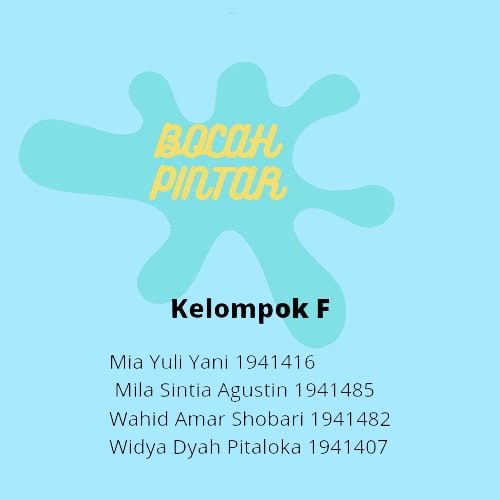 BOCAH
PINTAR
Kelompok F
Mia Yuli Yani 1941416
Mila Sintia Agustin 1941485
Wahid Amar Shobari 1941482
Widya Dyah Pitaloka 1941407